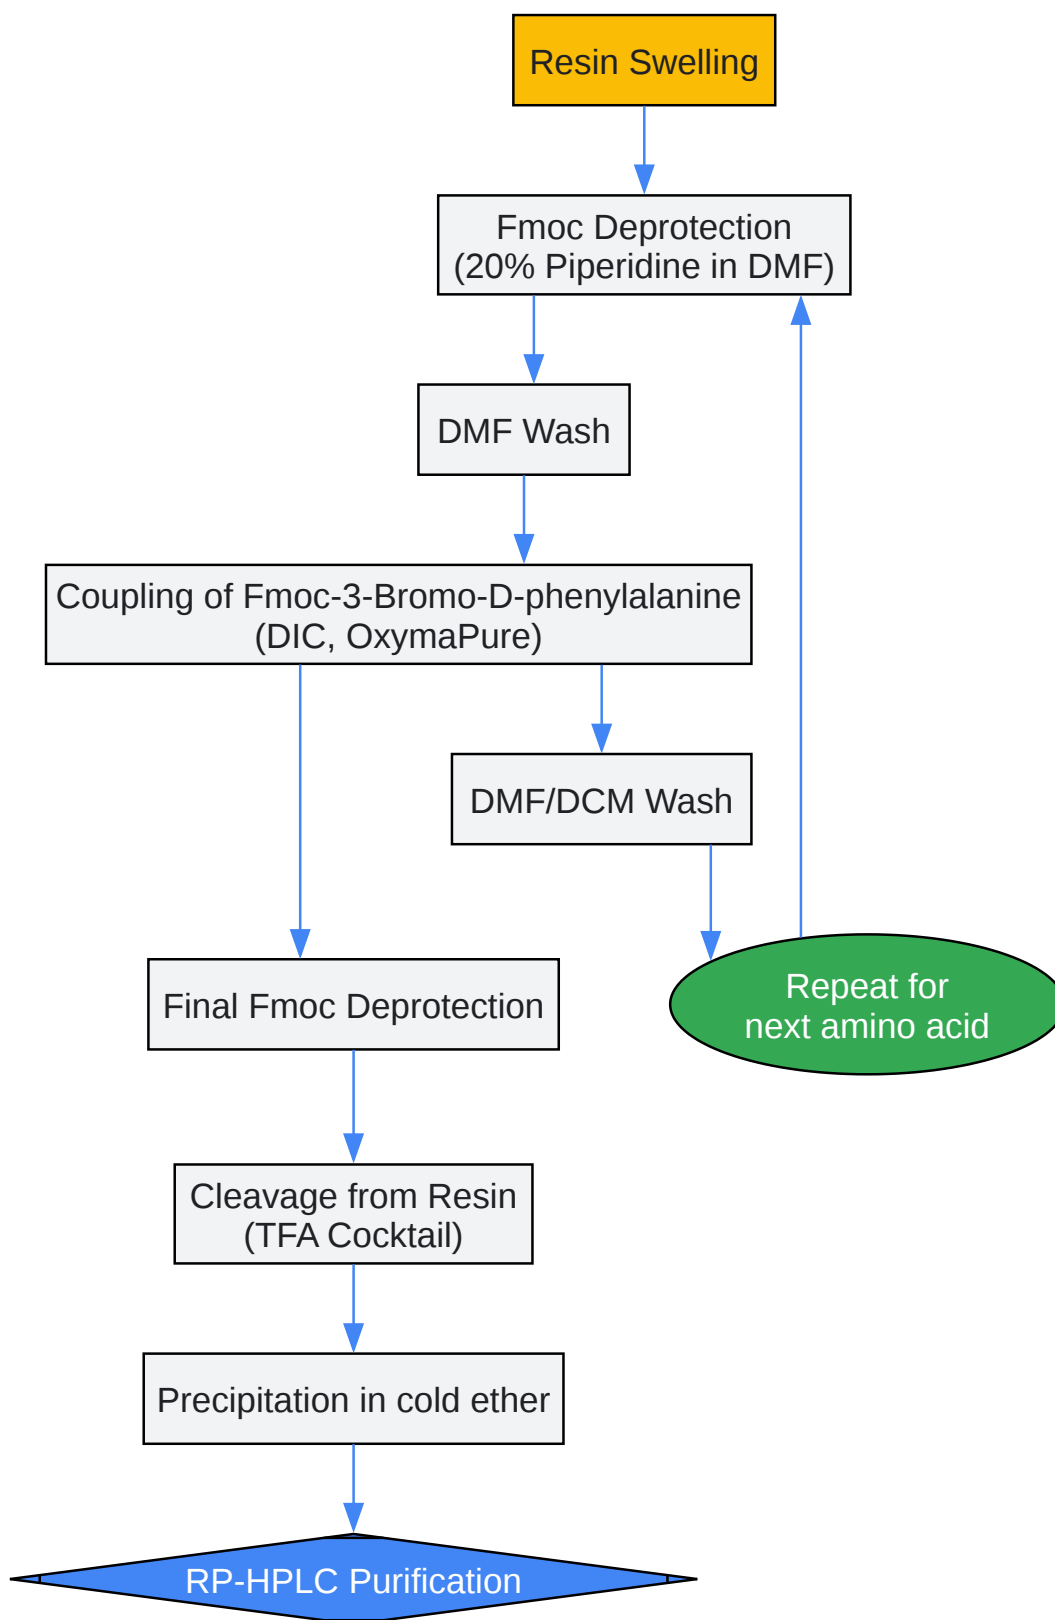 Resin Swelling
Fmoc Deprotection
(20% Piperidine in DMF)
DMF Wash
Coupling of Fmoc-3-Bromo-D-phenylalanine
(DIC, OxymaPure)
DMF/DCM Wash
Final Fmoc Deprotection
Repeat for
next amino acid
Cleavage from Resin
(TFA Cocktail)
Precipitation in cold ether
RP-HPLC Purification